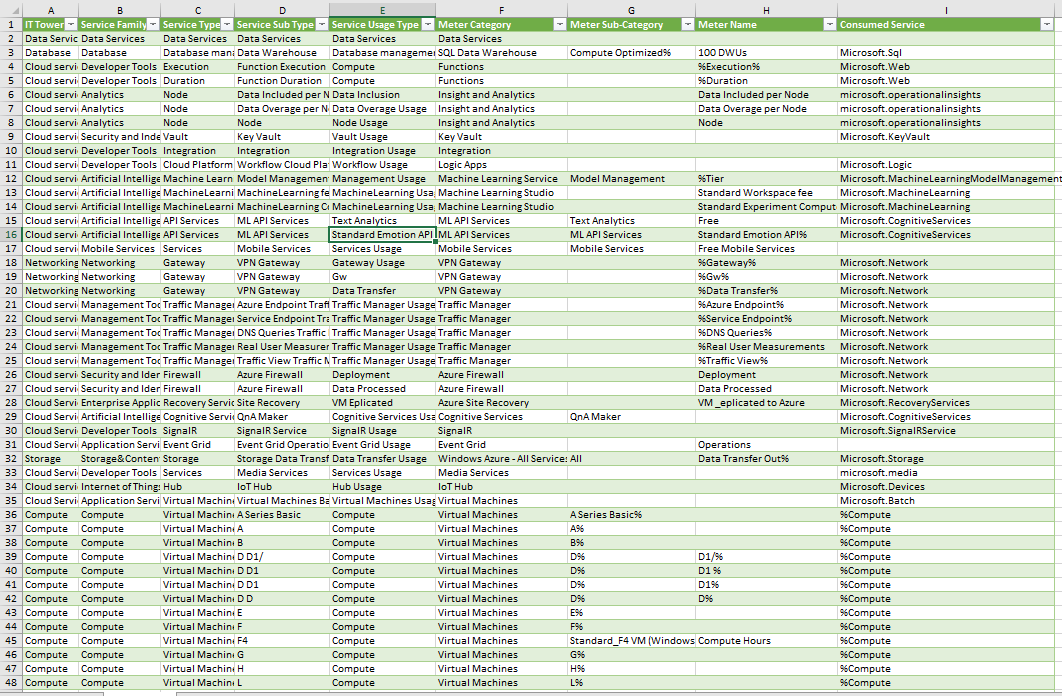 A B C D E F G H I
1 IT Tower Service Family Service Type Service Sub Type Service Usage Type Meter Category Meter Sub-Category Meter Name Consumed Service
2 Data Servic Data Services Data Services Data Services Data Services Data Services
3 Database Database Database mana Data Warehouse Database managemen SQL Data Warehouse Compute Optimized% 100 DWUs Microsoft.Sql
4 Cloud servi Developer Tools Execution Function Execution Compute Functions %Execution% Microsoft.Web
5 Cloud servi Developer Tools Duration Function Duration Compute Functions %Duration Microsoft.Web
6 Cloud servi Analytics Node Data Included per N Data Inclusion Insight and Analytics Data Included per Node microsoft.operationalinsights
7 Cloud servi Analytics Node Data Overage per N Data Overage Usage Insight and Analytics Data Overage per Node microsoft.operationalinsights
8 Cloud servi Analytics Node Node Node Usage Insight and Analytics Node microsoft.operationalinsights
9 Cloud servi Security and Inde Vault Key Vault Vault Usage Key Vault Microsoft.KeyVault
10 Cloud servi Developer Tools Integration Integration Integration Usage Integration
11 Cloud servi Developer Tools Cloud Platform Workflow Cloud Pla Workflow Usage Logic Apps Microsoft.Logic
12 Cloud servi Artificial Intellige Machine Learn Model Managemen Management Usage Machine Learning Service Model Management %Tier Microsoft.MachineLearningModelManagement
13 Cloud servi Artificial Intellige MachineLearni MachineLearning fe MachineLearning Usa Machine Learning Studio Standard Workspace fee Microsoft.MachineLearning
14 Cloud servi Artificial Intellige MachineLearni MachineLearning Co MachineLearning Usa Machine Learning Studio Standard Experiment Comput Microsoft.MachineLearning
15 Cloud servi Artificial Intellige API Services ML API Services Text Analytics ML API Services Text Analytics Free Microsoft.CognitiveServices
16 Cloud servi Artificial Intellige API Services ML API Services Standard Emotion API ML API Services ML API Services Standard Emotion API% Microsoft.CognitiveServices
17 Cloud servi Mobile Services Services Mobile Services Services Usage Mobile Services Mobile Services Free Mobile Services
18 Networking Networking Gateway VPN Gateway Gateway Usage VPN Gateway %Gateway% Microsoft.Network
19 Networking Networking Gateway VPN Gateway Gw VPN Gateway %Gw% Microsoft.Network
20 Networking Networking Gateway VPN Gateway Data Transfer VPN Gateway %Data Transfer% Microsoft.Network
21 Cloud servi Management Too Traffic Manager Azure Endpoint Traff Traffic Manager Usage Traffic Manager %Azure Endpoint% Microsoft.Network
22 Cloud servi Management Too Traffic Manager Service Endpoint Tra Traffic Manager Usage Traffic Manager %Service Endpoint% Microsoft.Network
23 Cloud servi Management Too Traffic Manager DNS Queries Traffic Traffic Manager Usage Traffic Manager %DNS Queries% Microsoft.Network
24 Cloud servi Management Too Traffic Manager Real User Measurer Traffic Manager Usage Traffic Manager %Real User Measurements Microsoft.Network
25 Cloud servi Management Too Traffic Manager Traffic View Traffic M Traffic Manager Usage Traffic Manager %Traffic View% Microsoft.Network
26 Cloud servi Security and Ider Firewall Azure Firewall Deployment Azure Firewall Deployment Microsoft.Network
27 Cloud servi Security and Ider Firewall Azure Firewall Data Processed Azure Firewall Data Processed Microsoft.Network
28 Cloud Servi Enterprise Applic Recovery Servic Site Recovery VM Eplicated Azure Site Recovery VM _eplicated to Azure Microsoft.RecoveryServices
29 Cloud Servi Artificial Intellige Cognitive Servic QnA Maker Cognitive Services Usa Cognitive Services QnA Maker Microsoft.CognitiveServices
30 Cloud Servi Developer Tools SignalR SignalR Service SignalR Usage SignalR Microsoft.SignalRService
31 Cloud Servi Application Servi Event Grid Event Grid Operatio Event Grid Usage Event Grid Operations
32 Storage Storage&Conten Storage Storage Data Transf Data Transfer Usage Windows Azure - All Services All Data Transfer Out% Microsoft.Storage
33 Cloud Servi Developer Tools Services Media Services Services Usage Media Services microsoft.media
34 Cloud Servi Internet of Thing Hub IoT Hub Hub Usage IoT Hub Microsoft.Devices
35 Cloud Servi Application Servi Virtual Machin Virtual Machines Ba Virtual Machines Usag Virtual Machines Microsoft.Batch
36 Compute Compute Virtual Machin A Series Basic Compute Virtual Machines A Series Basic% %Compute
37 Compute Compute Virtual Machin A Compute Virtual Machines A% %Compute
38 Compute Compute Virtual Machin B Compute Virtual Machines B% %Compute
39 Compute Compute Virtual Machin D D1/ Compute Virtual Machines D% D1/% %Compute
40 Compute Compute Virtual Machin D D1 Compute Virtual Machines D% D1 % %Compute
41 Compute Compute Virtual Machin D D1 Compute Virtual Machines D% D1% %Compute
42 Compute Compute Virtual Machin D D Compute Virtual Machines D% D% %Compute
43 Compute Compute Virtual Machin E Compute Virtual Machines E% %Compute
44 Compute Compute Virtual Machin F Compute Virtual Machines F% %Compute
45 Compute Compute Virtual Machin F4 Compute Virtual Machines Standard_F4 VM (Windows Compute Hours %Compute
46 Compute Compute Virtual Machin G Compute Virtual Machines G% %Compute
47 Compute Compute Virtual Machin H Compute Virtual Machines H% %Compute
48 Compute Compute Virtual Machin L Compute Virtual Machines L% %Compute